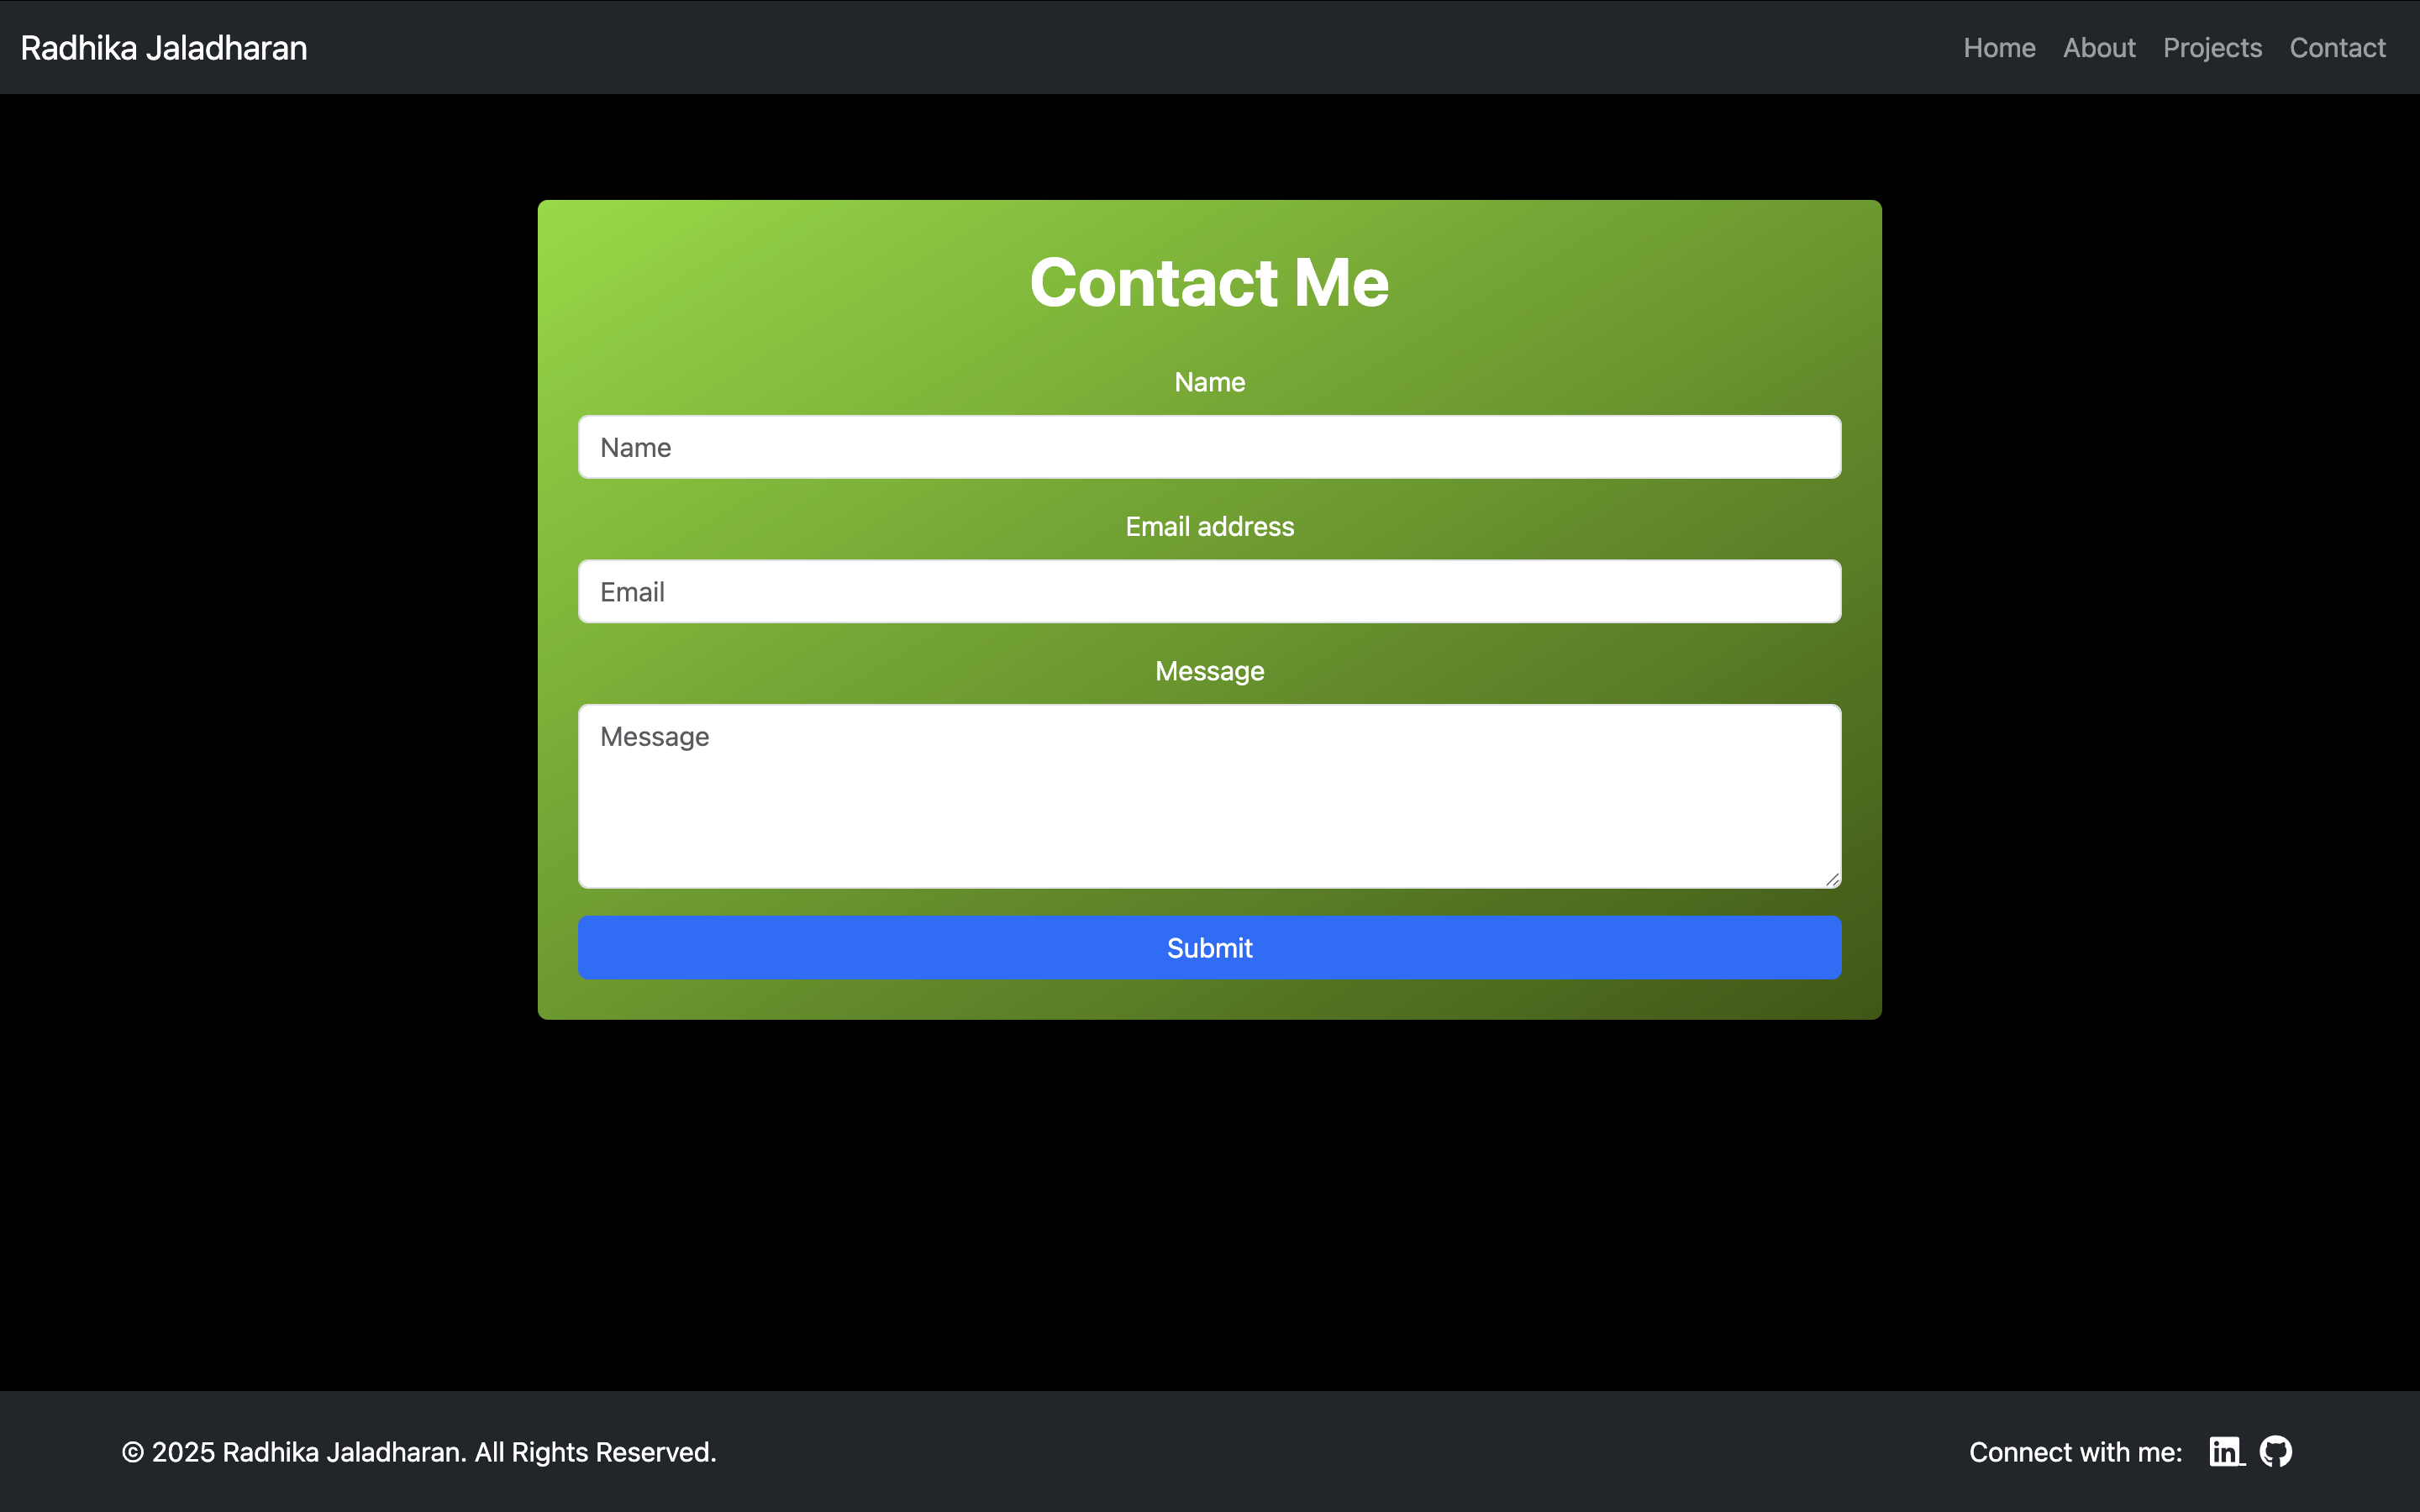 Radhika Jaladharan
Home About Projects Contact
Contact Me
Name
Name
Email address
Email
Message
Message
Submit
© 2025 Radhika Jaladharan. All Rights Reserved.
Connect with me: in